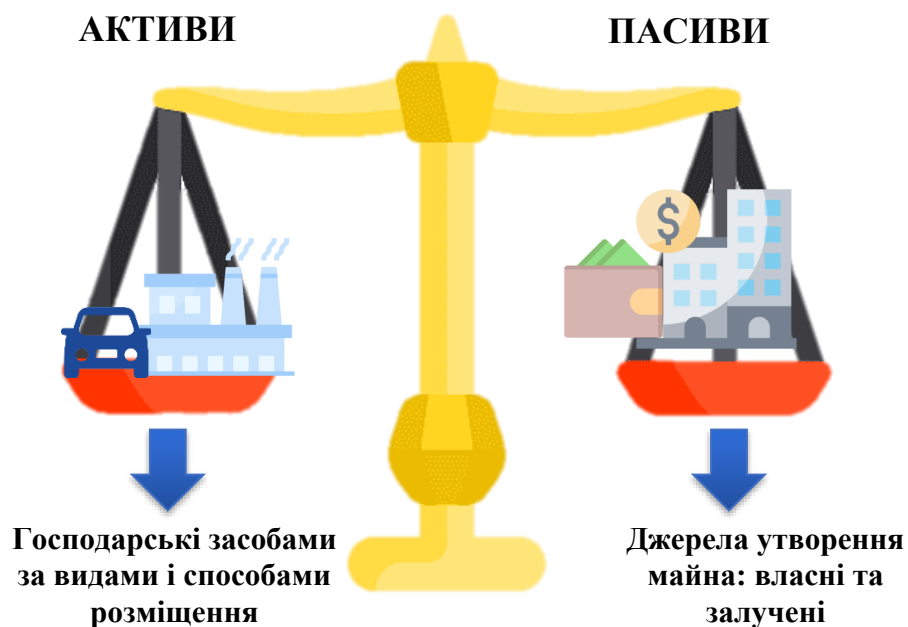 АКТИВИ
ПАСИВИ
$
Господарські засобами
за видами і способами
розміщення
Джерела утворення
майна: власні та
залучені